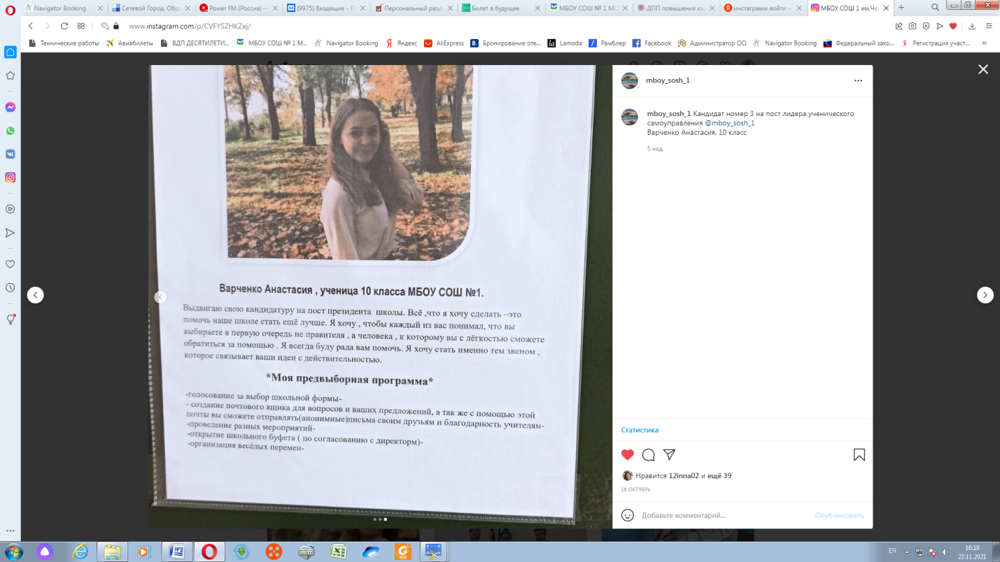 Navigator Booking
Сетевой Город. Обра
Power FM (Россия) —
(9975) Входящие - П
Персональный разд
Билет в будущее
МБОУ СОШ № 1 МО
ДПП повышения ква
инстаграмм войти —
МБОУ СОШ 1 им.Че
www.instagram.com/p/CVFYSZHKZej/
Технические работы
Авиабилеты
ВДП ДЕСЯТИЛЕТИ...
МБОУ СОШ № 1 М...
Navigator Booking
Яндекс
AliExpress
Бронирование оте...
Lamoda
Рамблер
Facebook
Администратор ОО
Navigator Booking
Федеральный зако...
Регистрация участ...
mboy_sosh_1
mboy_sosh_1 Кандидат номер 3 на пост лидера ученического
самоуправления @mboy_sosh_1
Варченко Анастасия, 10 класс
5 нед.
Варченко Анастасия , ученица 10 класса МБОУ СОШ №1.
Выдвигаю свою кандидатуру на пост президента школы. Всё ,что я хочу сделать –это
помочь наше школе стать ещё лучше. Я хочу , чтобы каждый из вас понимал, что вы
выбираете в первую очередь не правителя , а человека , к которому вы с лёгкостью сможете
обратиться за помощью . Я всегда буду рада вам помочь. Я хочу стать именно тем звеном ,
которое связывает ваши идеи с действительностью.
*Моя предвыборная программа*
-голосование за выбор школьной формы-
- создание почтового ящика для вопросов и ваших предложений, а так же с помощью этой
почты вы сможете отправлять(анонимные)письма своим друзьям и благодарность учителям-
-проведение разных мероприятий-
-открытие школьного буфета ( по согласованию с директорм)-
-организация весёлых перемен-
Статистика
Нравится 12inna02 и ещё 39
16 ОКТЯБРЬ
Добавьте комментарий...
Опубликовать
EN
16:18
22.11.2021